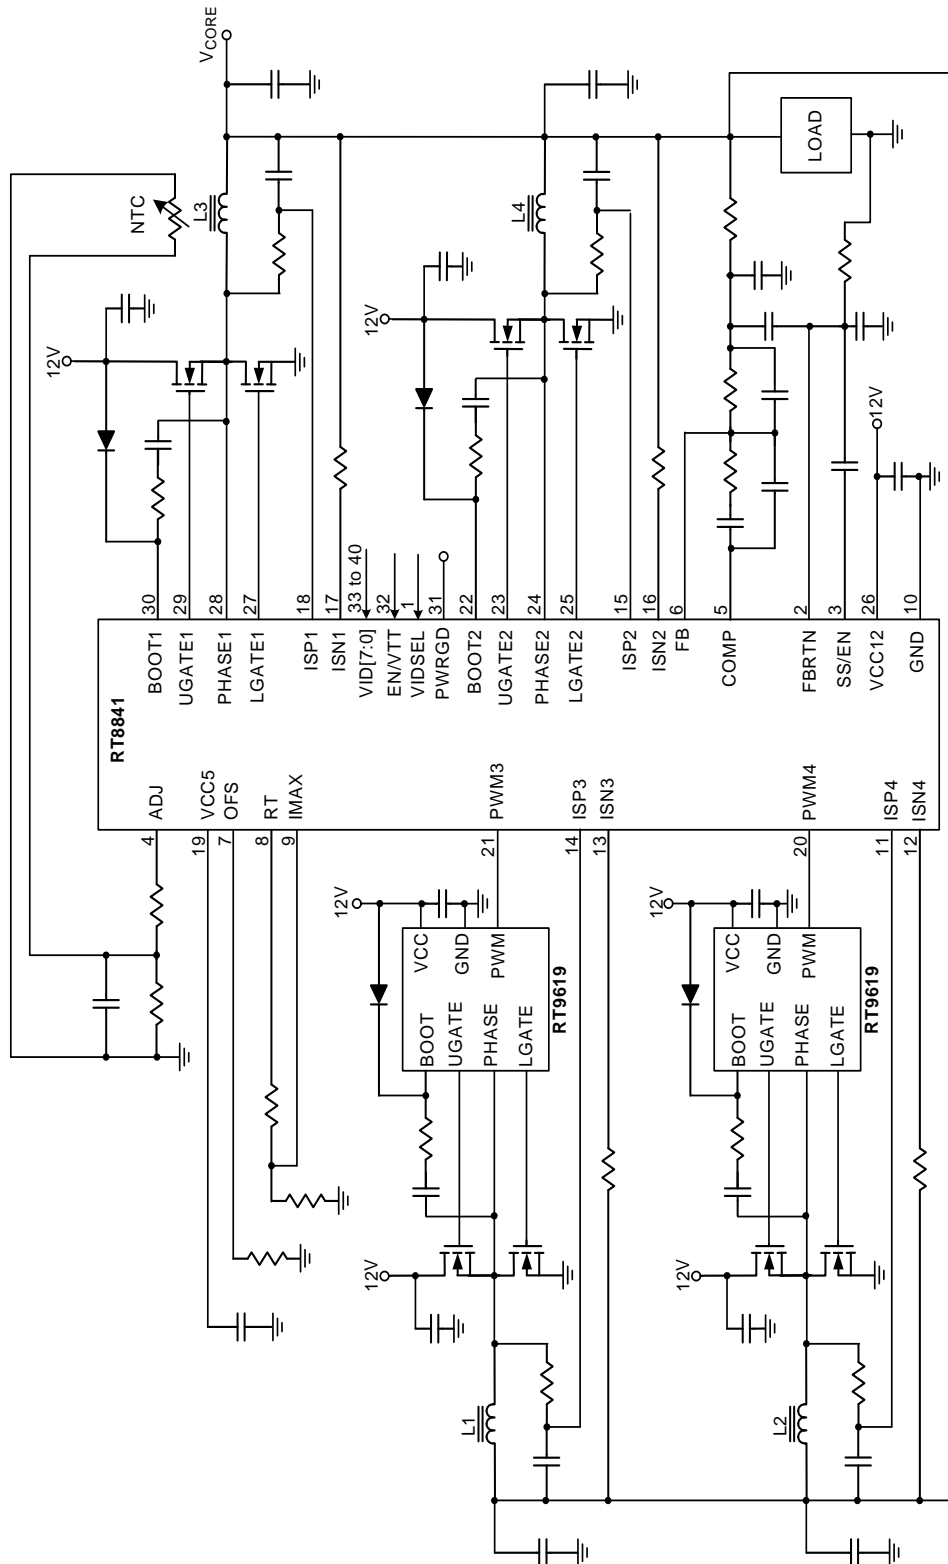 VCORE
NTC
L3
12V
L4
12V
LOAD
12V
30
29
28
27
18
17
33 to 40
32
1
31
22
23
24
25
15
16
6
5
2
3
26
10
BOOT1
UGATE1
PHASE1
LGATE1
ISP1
ISN1
VID[7:0]
EN/VTT
VIDSEL
PWRGD
BOOT2
UGATE2
PHASE2
LGATE2
ISP2
ISN2
FB
COMP
FBRTN
SS/EN
VCC12
GND
RT8841
ADJ
VCC5
OFS
RT
IMAX
PWM3
ISP3
ISN3
PWM4
ISP4
ISN4
4
19
7
8
9
21
14
13
20
11
12
12V
VCC
GND
PWM
BOOT
UGATE
PHASE
LGATE
RT9619
12V
L1
12V
VCC
GND
PWM
BOOT
UGATE
PHASE
LGATE
RT9619
12V
L2